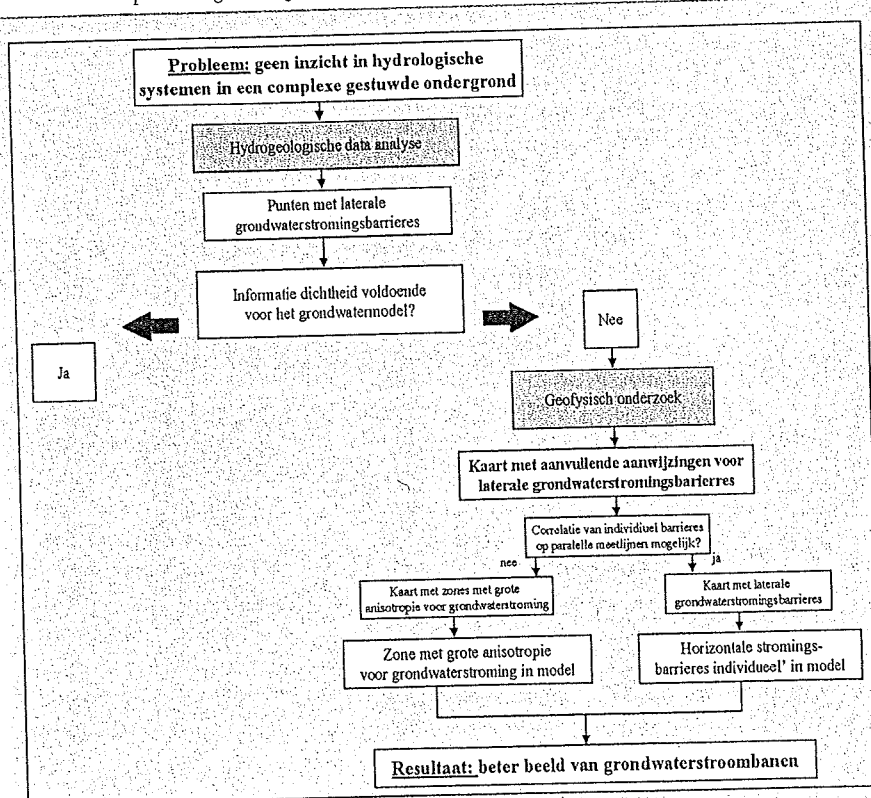 Probleem: geen inzicht in hydrologische
systemen in een complexe gestuwde ondergrond
Hydrogeologische data analyse
Punten met laterale
grondwaterstromingsbarrieres
Informatie dichtheid voldoende
voor het grondwatermodel?
Nee
Ja
Geofysisch onderzoek
Kaart met aanvullende aanwijzingen voor
laterale grondwaterstromingsbarierres
Correlatie van individuel barrieres
op paralelle meetlijnen mogelijk?
nee
ja
Kaart met zones met grote
anisotropie voor grondwaterstroming
Kaart met laterale
grondwaterstromingsbarrieres
Zone met grote anisotropie
voor grondwaterstroming in model
Horizontale stromings-
barrieres individueel' in model
Resultaat: beter beeld van grondwaterstroombanen